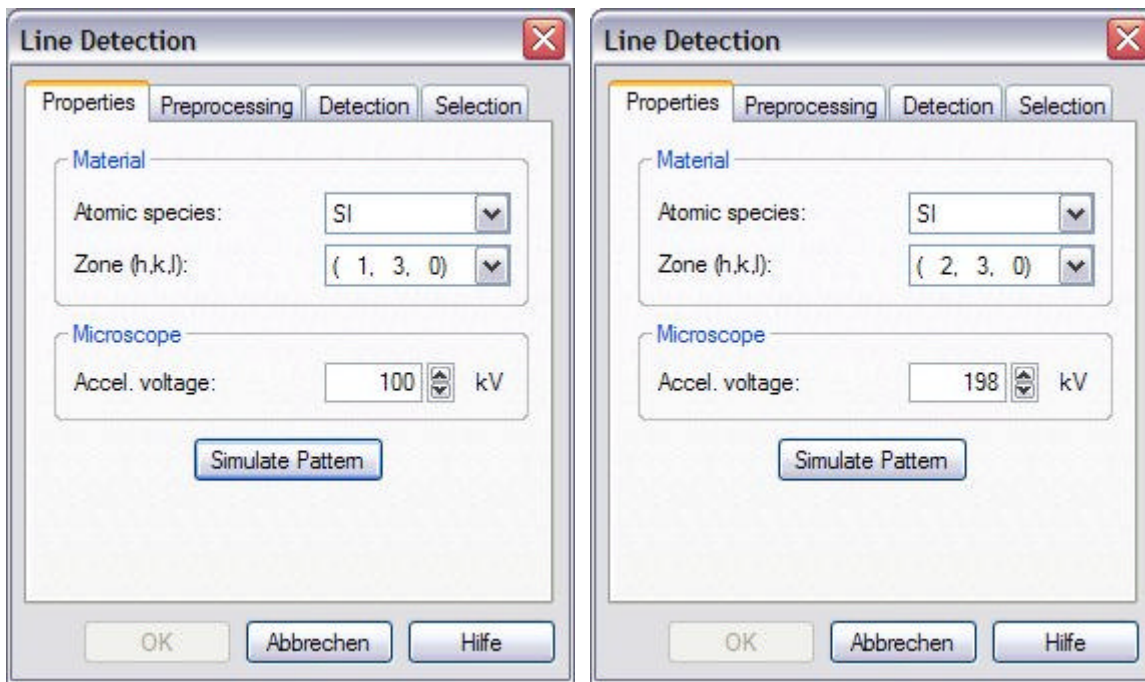 Line Detection
Properties Preprocessing Detection Selection
Material
Atomic species: SI
Zone (h,k,l): ( 1, 3, 0)
Microscope
Accel. voltage: 100 kV
Simulate Pattern
OK Abbrechen Hilfe
Line Detection
Properties Preprocessing Detection Selection
Material
Atomic species: SI
Zone (h,k,l): ( 2, 3, 0)
Microscope
Accel. voltage: 198 kV
Simulate Pattern
OK Abbrechen Hilfe